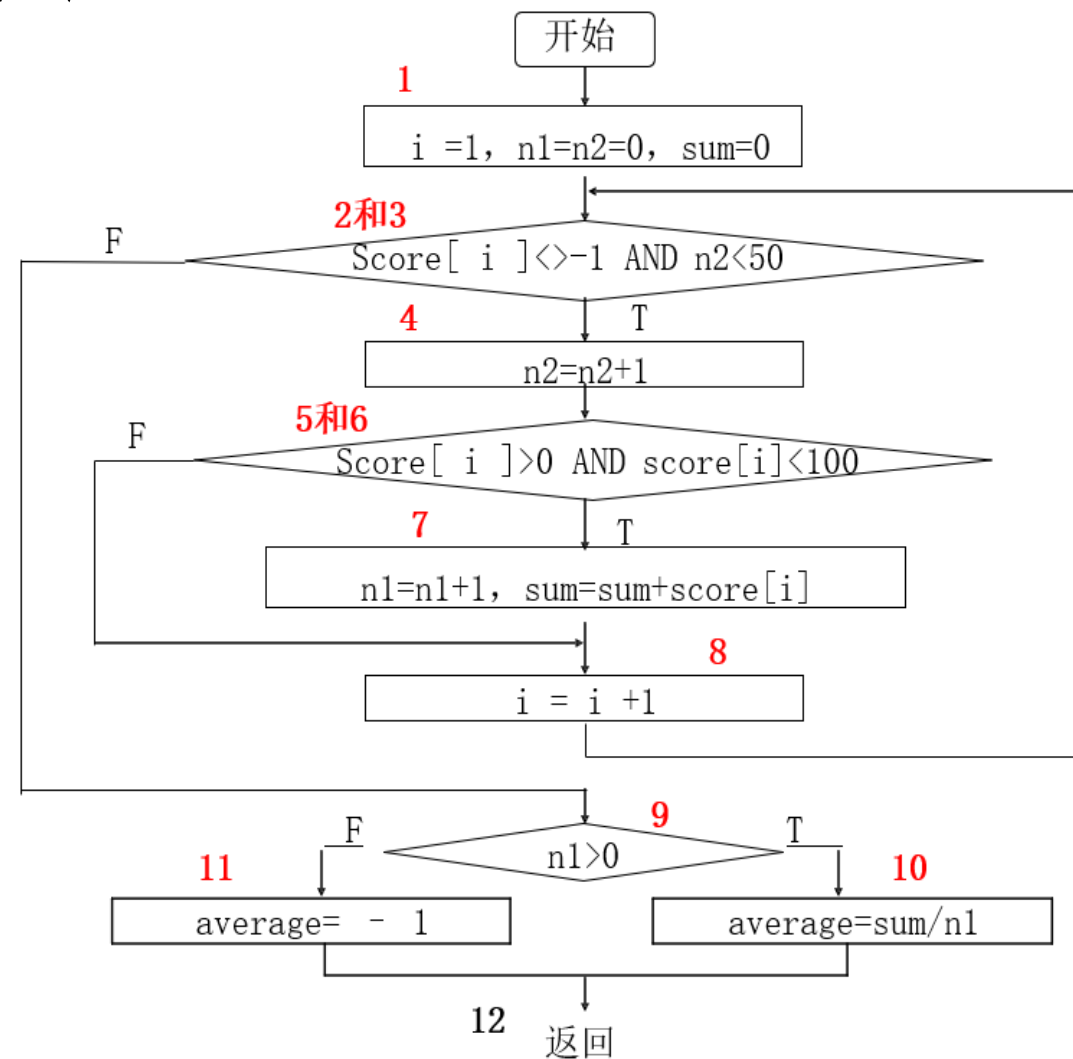 开始
1
i =1, n1=n2=0, sum=0
2和3
F
Score[ i ]<>-1 AND n2<50
T
4
n2=n2+1
5和6
F
Score[ i ]>0 AND score[i]<100
T
7
n1=n1+1, sum=sum+score[i]
8
i = i +1
9
F
n1>0
T
11
10
average= – 1
average=sum/n1
12
返回